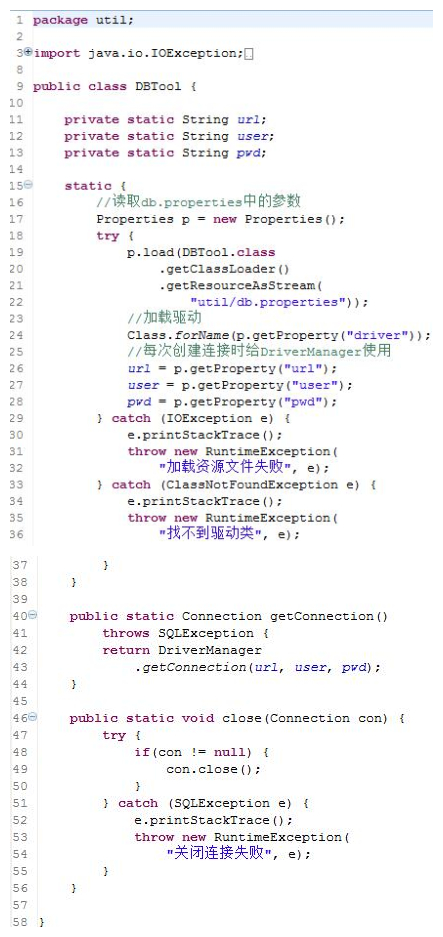 1 package util;
2
3 import java.io.IOException;
8
9 public class DBTool {
10
11     private static String url;
12     private static String user;
13     private static String pwd;
14
15     static {
16         //读取db.properties中的参数
17         Properties p = new Properties();
18         try {
19             p.load(DBTool.class
20                 .getClassLoader()
21                 .getResourceAsStream(
22                     "util/db.properties"));
23             //加载驱动
24             Class.forName(p.getProperty("driver"));
25             //每次创建连接时给DriverManager使用
26             url = p.getProperty("url");
27             user = p.getProperty("user");
28             pwd = p.getProperty("pwd");
29         } catch (IOException e) {
30             e.printStackTrace();
31             throw new RuntimeException(
32                 "加载资源文件失败", e);
33         } catch (ClassNotFoundException e) {
34             e.printStackTrace();
35             throw new RuntimeException(
36                 "找不到驱动类", e);
37         }
38     }
39
40     public static Connection getConnection()
41         throws SQLException {
42         return DriverManager
43             .getConnection(url, user, pwd);
44     }
45
46     public static void close(Connection con) {
47         try {
48             if(con != null) {
49                 con.close();
50             }
51         } catch (SQLException e) {
52             e.printStackTrace();
53             throw new RuntimeException(
54                 "关闭连接失败", e);
55         }
56     }
57
58 }